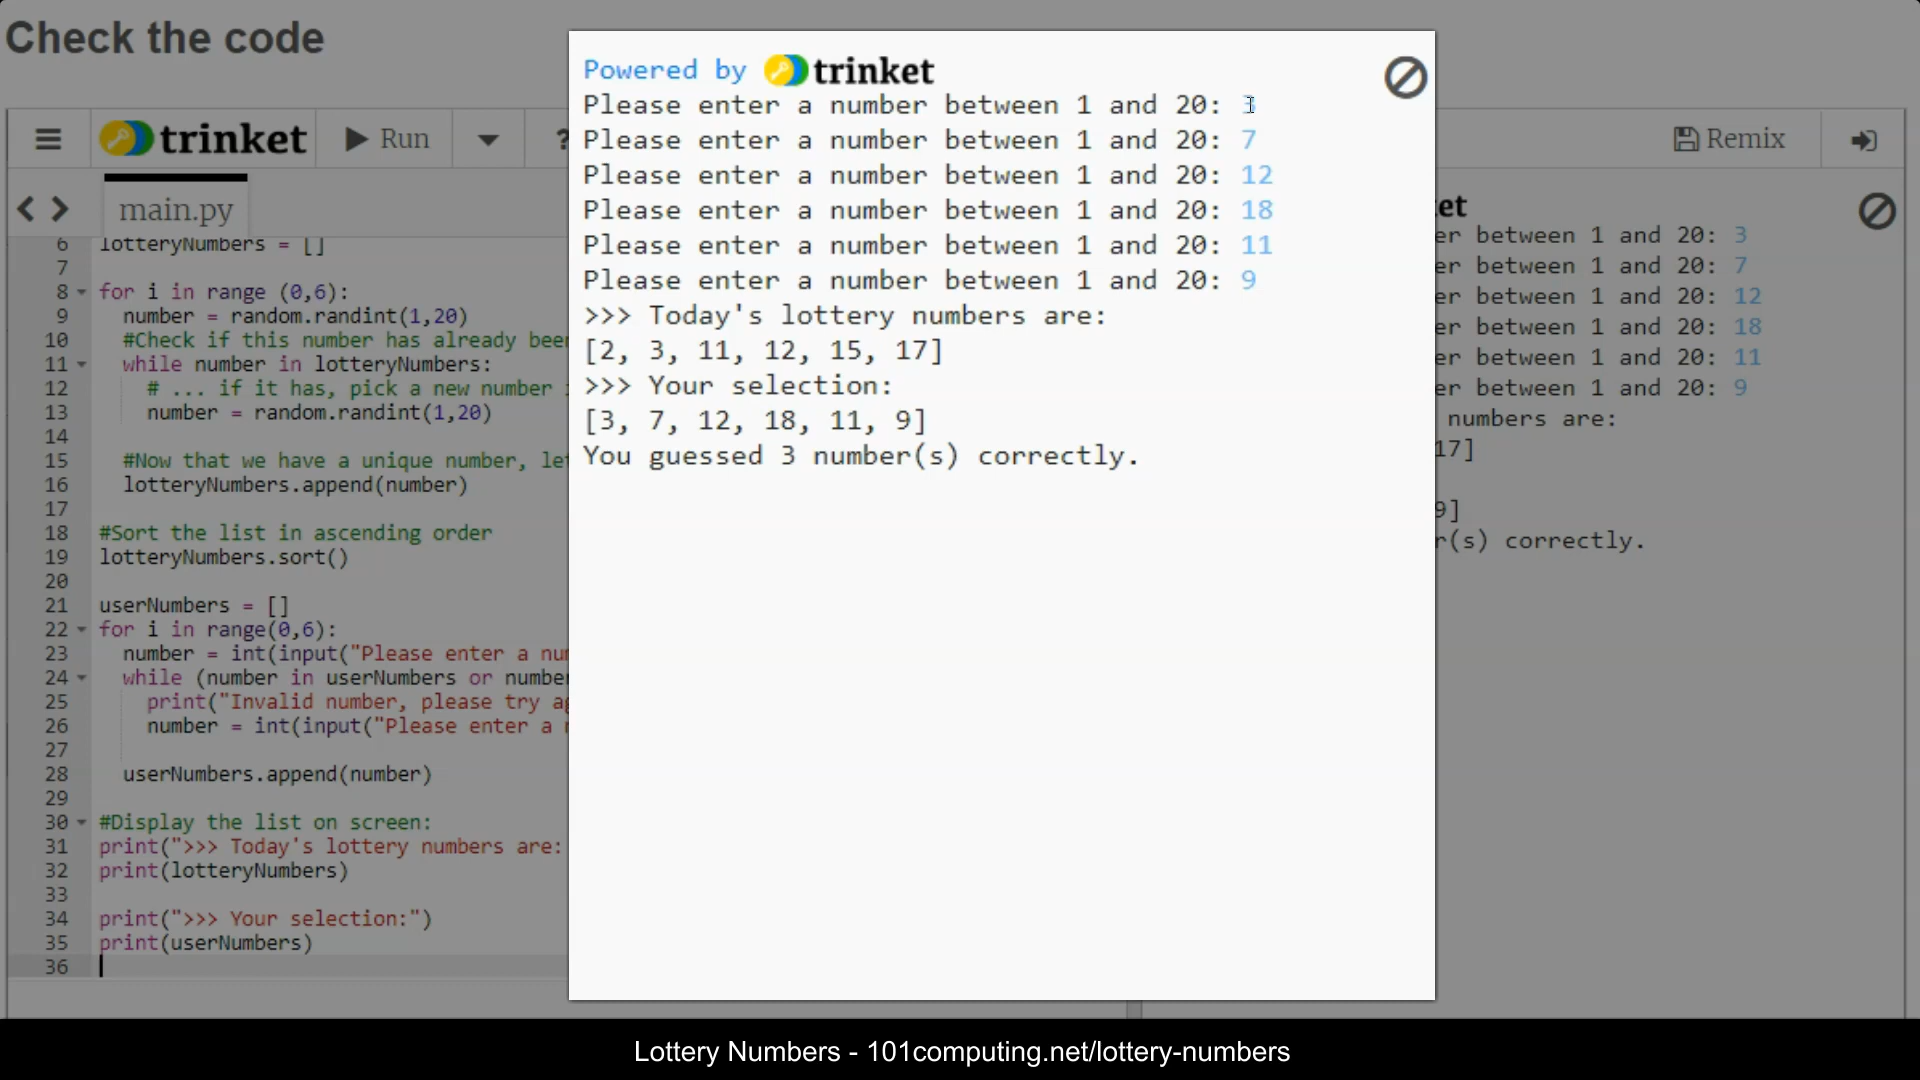 Check the code
trinket
Run
?
Remix
main.py
6 lotteryNumbers = []
7
8 for i in range (0,6):
9 number = random.randint(1,20)
10 #Check if this number has already been
11 while number in lotteryNumbers:
12 # ... if it has, pick a new number
13 number = random.randint(1,20)
14
15 #Now that we have a unique number, let
16 lotteryNumbers.append(number)
17
18 #Sort the list in ascending order
19 lotteryNumbers.sort()
20
21 userNumbers = []
22 for i in range(0,6):
23 number = int(input("Please enter a num
24 while (number in userNumbers or number
25 print("Invalid number, please try ag
26 number = int(input("Please enter a n
27
28 userNumbers.append(number)
29
30 #Display the list on screen:
31 print(">>> Today's lottery numbers are:
32 print(lotteryNumbers)
33
34 print(">>> Your selection:")
35 print(userNumbers)
36
Powered by trinket
Please enter a number between 1 and 20: 3
Please enter a number between 1 and 20: 7
Please enter a number between 1 and 20: 12
Please enter a number between 1 and 20: 18
Please enter a number between 1 and 20: 11
Please enter a number between 1 and 20: 9
>>> Today's lottery numbers are:
[2, 3, 11, 12, 15, 17]
>>> Your selection:
[3, 7, 12, 18, 11, 9]
You guessed 3 number(s) correctly.
et
er between 1 and 20: 3
er between 1 and 20: 7
er between 1 and 20: 12
er between 1 and 20: 18
er between 1 and 20: 11
er between 1 and 20: 9
numbers are:
17]
9]
r(s) correctly.
Lottery Numbers - 101computing.net/lottery-numbers